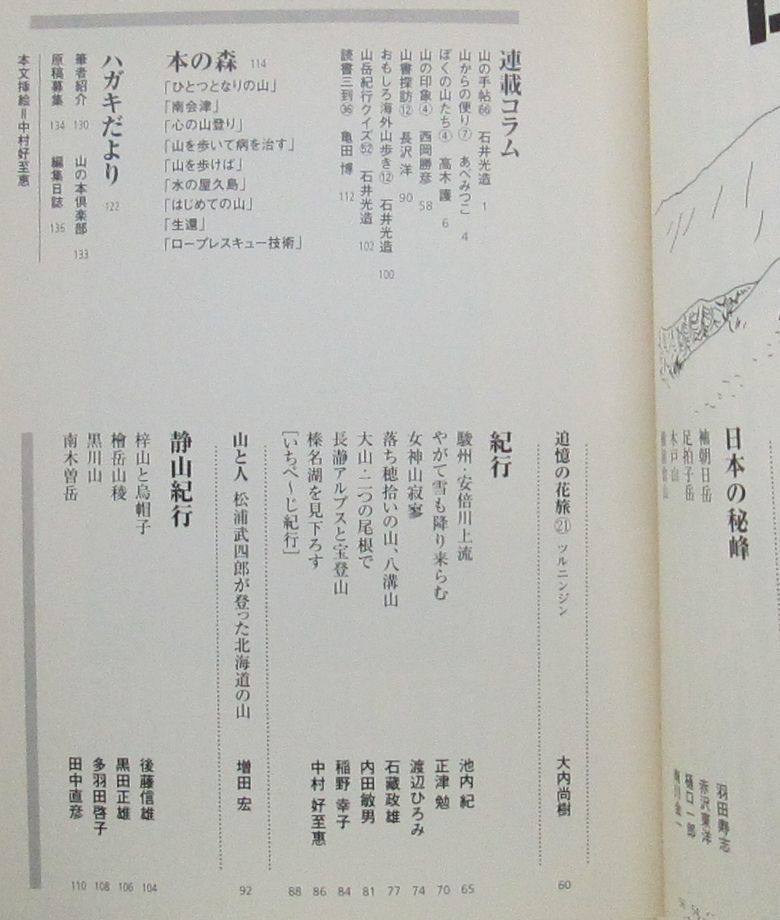 日本の秘峰
袖朝日岳
足拍子岳
木戸山
羽田寿志
赤沢東洋
樋口一郎
連載コラム
山の手帖66 石井光造 1
山からの便り⑦ あべみつこ 4
ぼくの山たち④ 高木護 6
山の印象④ 西岡勝彦 58
山書探訪⑫ 長沢洋 90
おもしろ海外山歩き⑫ 石井光造 100
山岳紀行クイズ52 石井光造 102
読書三到㊱ 亀田博 112
本の森 114
「ひとつとなりの山」
「南会津」
「心の山登り」
「山を歩いて病を治す」
「山を歩けば」
「水の屋久島」
「はじめての山」
「生還」
「ロープレスキュー技術」
ハガキだより 122
筆者紹介 130 山の本倶楽部 133
原稿募集 134 編集日誌 136
本文挿絵＝中村好至恵
追憶の花旅㉑ ツルニンジン 大内尚樹 60
紀行
駿州・安倍川上流 池内 紀 65
やがて雪も降り来らむ 正津 勉 70
女神山寂寥 渡辺ひろみ 74
落ち穂拾いの山、八溝山 石藏政雄 77
大山・二つの尾根で 内田敏男 81
長瀞アルプスと宝登山 稲野 幸子 84
榛名湖を見下ろす 中村 好至惠 86
［いちべ〜じ紀行］ 88
山と人 松浦武四郎が登った北海道の山 増田 宏 92
静山紀行
梓山と烏帽子 後藤信雄 104
檜岳山稜 黒田正雄 106
黒川山 多羽田啓子 108
南木曽岳 田中直彦 110